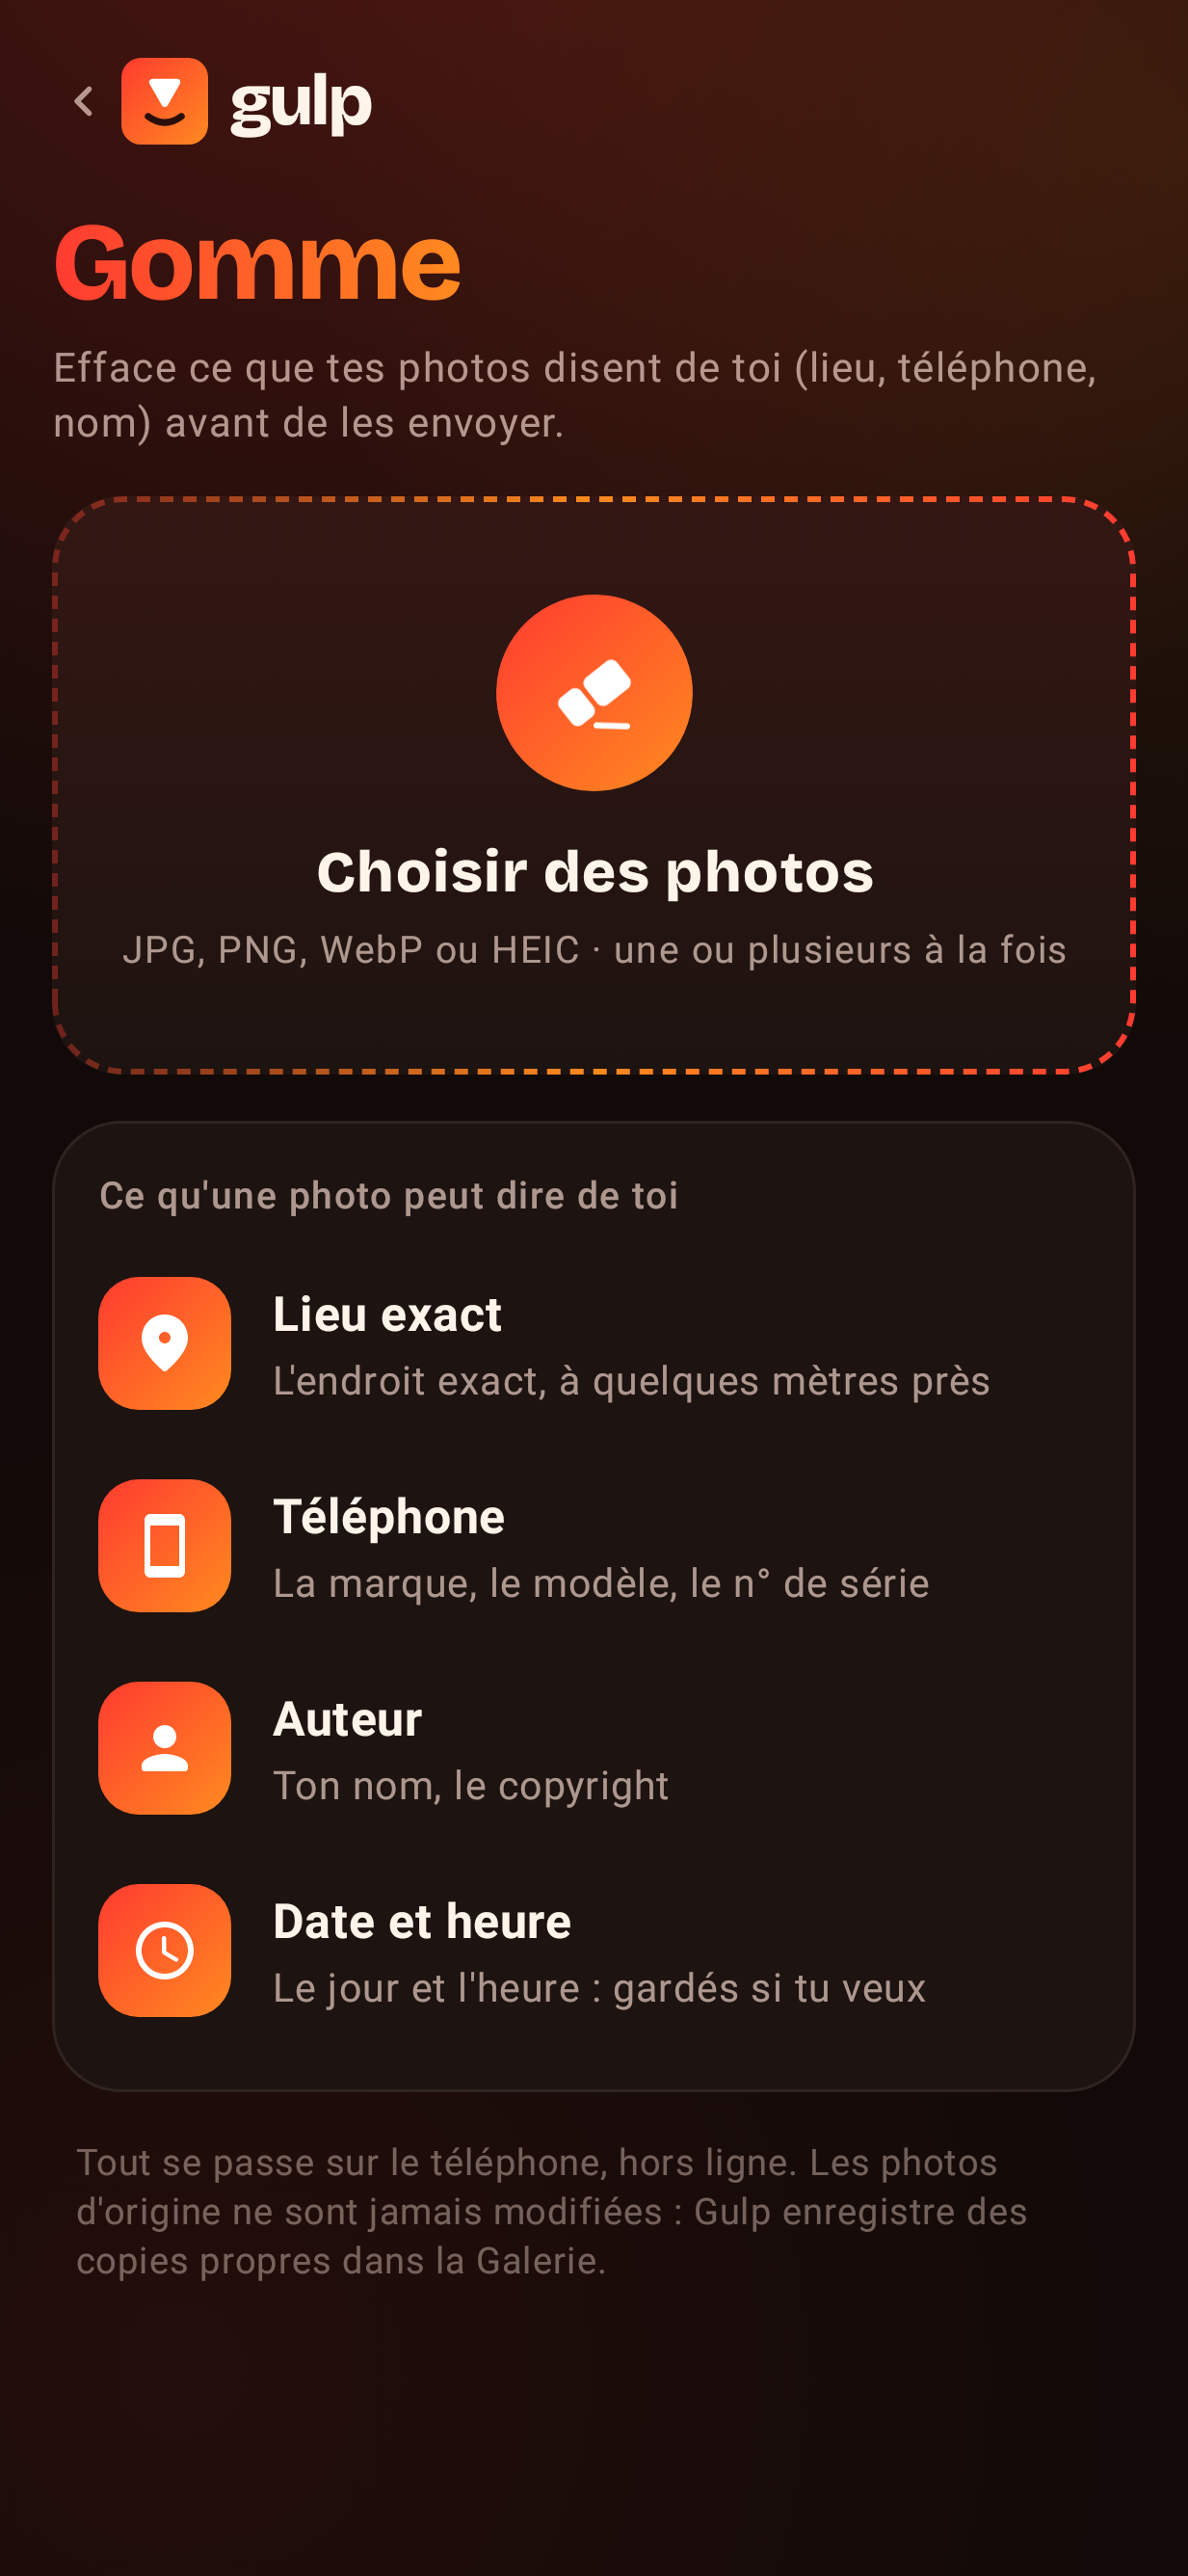 gulp
Gomme
Efface ce que tes photos disent de toi (lieu, téléphone,
nom) avant de les envoyer.
Choisir des photos
JPG, PNG, WebP ou HEIC · une ou plusieurs à la fois
Ce qu'une photo peut dire de toi
Lieu exact
L'endroit exact, à quelques mètres près
Téléphone
La marque, le modèle, le n° de série
Auteur
Ton nom, le copyright
Date et heure
Le jour et l'heure : gardés si tu veux
Tout se passe sur le téléphone, hors ligne. Les photos
d'origine ne sont jamais modifiées : Gulp enregistre des
copies propres dans la Galerie.